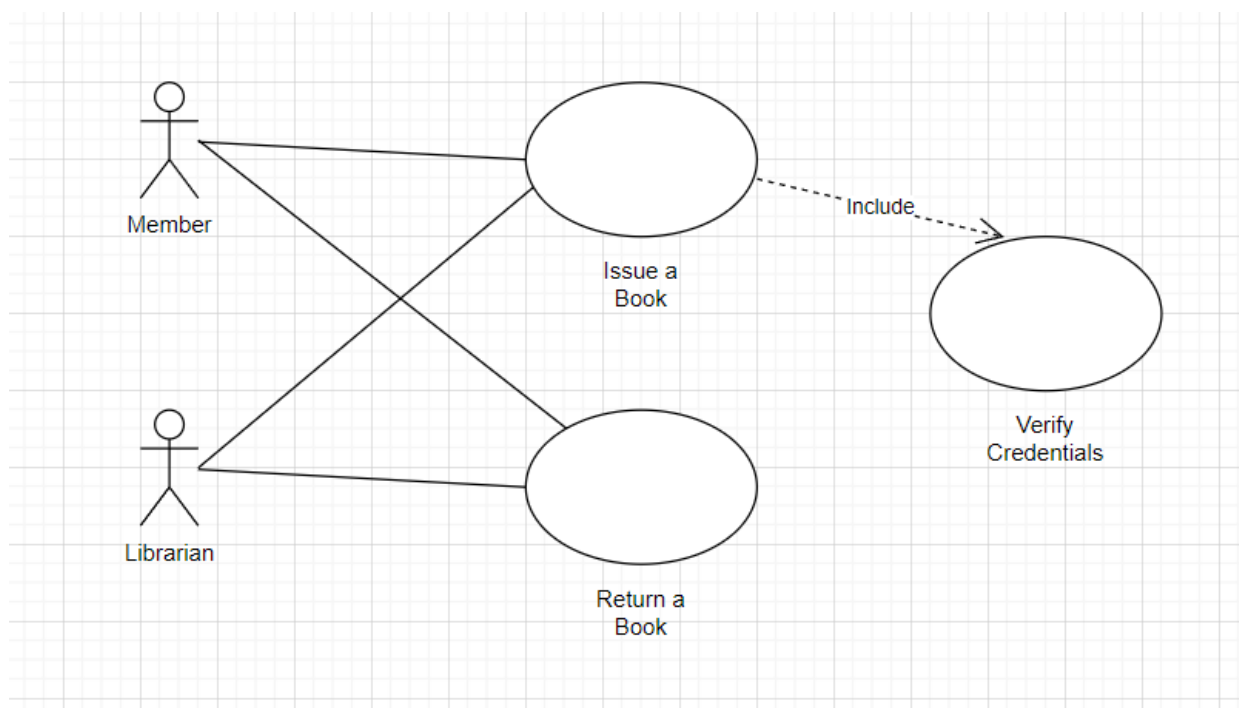 Member
Include
Issue a
Book
Verify
Credentials
Librarian
Return a
Book